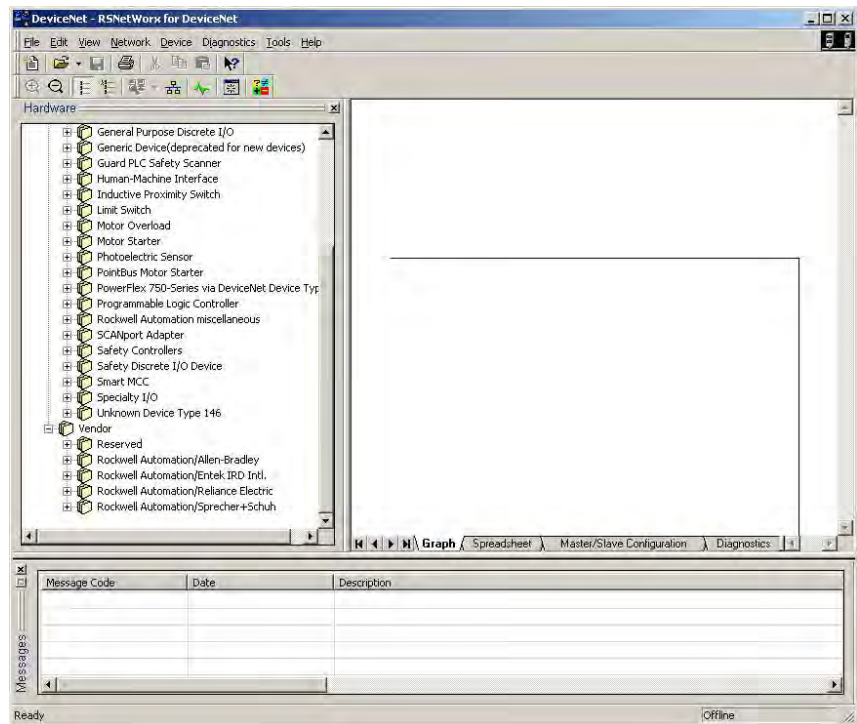 DeviceNet - RSNetWorx for DeviceNet
File Edit View Network Device Diagnostics Tools Help
Hardware
General Purpose Discrete I/O
Generic Device(deprecated for new devices)
Guard PLC Safety Scanner
Human-Machine Interface
Inductive Proximity Switch
Limit Switch
Motor Overload
Motor Starter
Photoelectric Sensor
PointBus Motor Starter
PowerFlex 750-Series via DeviceNet Device Typ
Programmable Logic Controller
Rockwell Automation miscellaneous
SCANport Adapter
Safety Controllers
Safety Discrete I/O Device
Smart MCC
Specialty I/O
Unknown Device Type 146
Vendor
Reserved
Rockwell Automation/Allen-Bradley
Rockwell Automation/Entek IRD Intl.
Rockwell Automation/Reliance Electric
Rockwell Automation/Sprecher+Schuh
Graph Spreadsheet Master/Slave Configuration Diagnostics
Messages
Message Code Date Description
Ready Offline